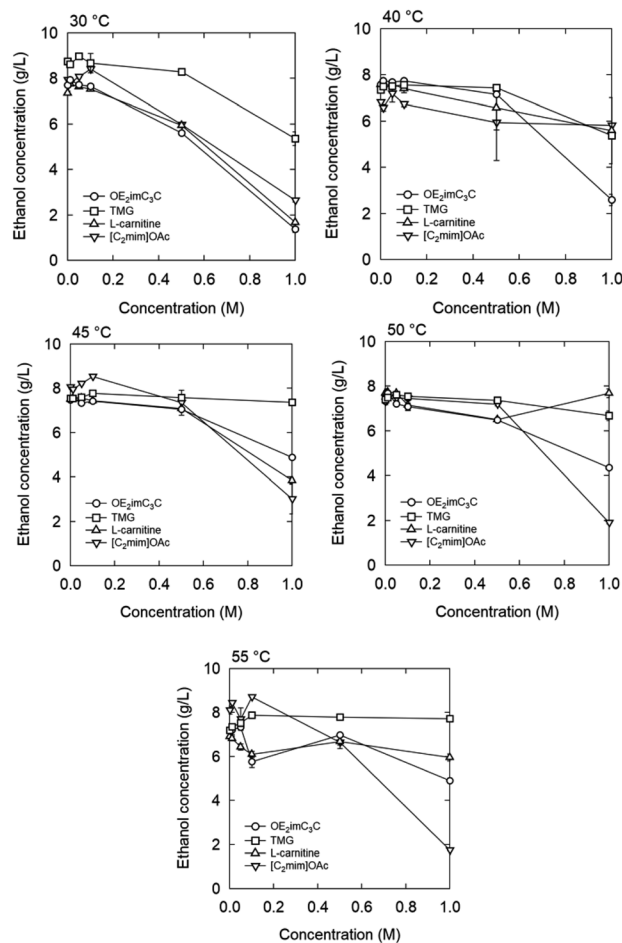 30 °C
Ethanol concentration (g/L)
10
8
6
4
2
0
OE₂imC₃C
TMG
L-carnitine
[C₂mim]OAc
0.0 0.2 0.4 0.6 0.8 1.0
Concentration (M)
40 °C
Ethanol concentration (g/L)
10
8
6
4
2
0
OE₂imC₃C
TMG
L-carnitine
[C₂mim]OAc
0.0 0.2 0.4 0.6 0.8 1.0
Concentration (M)
45 °C
Ethanol concentration (g/L)
10
8
6
4
2
0
OE₂imC₃C
TMG
L-carnitine
[C₂mim]OAc
0.0 0.2 0.4 0.6 0.8 1.0
Concentration (M)
50 °C
Ethanol concentration (g/L)
10
8
6
4
2
0
OE₂imC₃C
TMG
L-carnitine
[C₂mim]OAc
0.0 0.2 0.4 0.6 0.8 1.0
Concentration (M)
55 °C
Ethanol concentration (g/L)
10
8
6
4
2
0
OE₂imC₃C
TMG
L-carnitine
[C₂mim]OAc
0.0 0.2 0.4 0.6 0.8 1.0
Concentration (M)